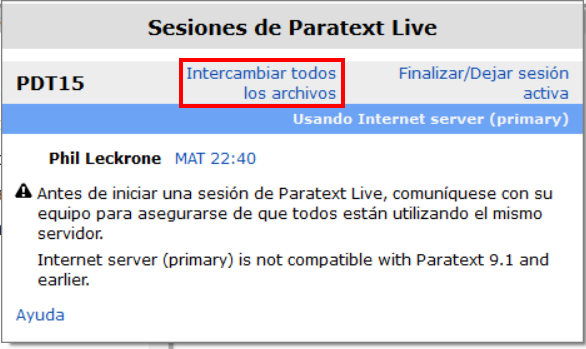 Sesiones de Paratext Live
PDT15
Intercambiar todos
los archivos
Finalizar/Dejar sesión
activa
Usando Internet server (primary)
Phil Leckrone MAT 22:40
Antes de iniciar una sesión de Paratext Live, comuníquese con su
equipo para asegurarse de que todos están utilizando el mismo
servidor.
Internet server (primary) is not compatible with Paratext 9.1 and
earlier.
Ayuda